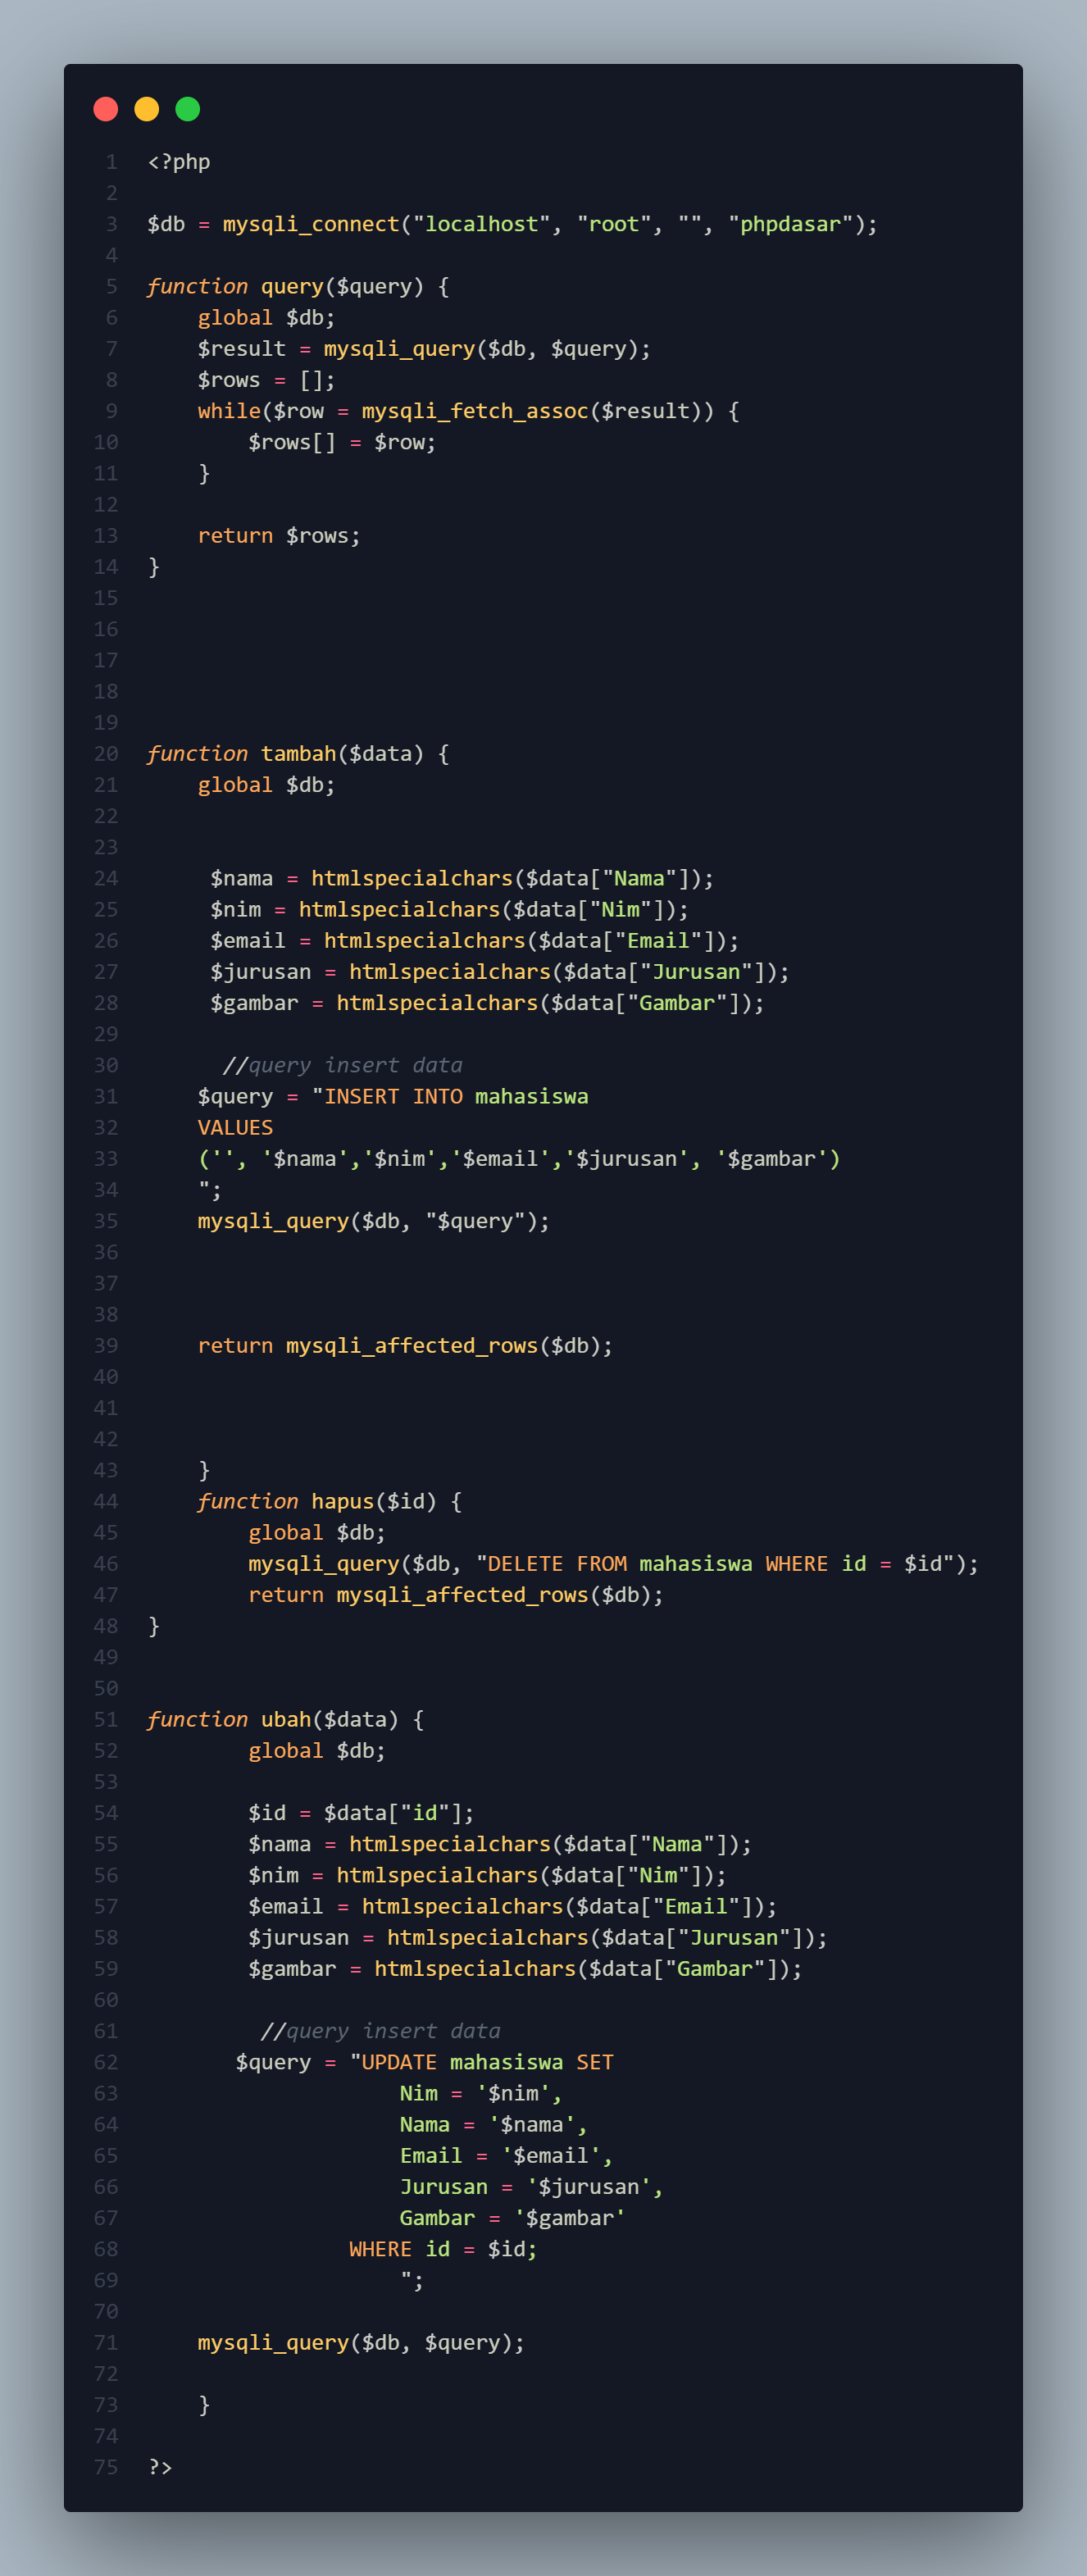 1 <?php
2
3 $db = mysqli_connect("localhost", "root", "", "phpdasar");
4
5 function query($query) {
6     global $db;
7     $result = mysqli_query($db, $query);
8     $rows = [];
9     while($row = mysqli_fetch_assoc($result)) {
10         $rows[] = $row;
11     }
12
13     return $rows;
14 }
15
16
17
18
19
20 function tambah($data) {
21     global $db;
22
23
24      $nama = htmlspecialchars($data["Nama"]);
25      $nim = htmlspecialchars($data["Nim"]);
26      $email = htmlspecialchars($data["Email"]);
27      $jurusan = htmlspecialchars($data["Jurusan"]);
28      $gambar = htmlspecialchars($data["Gambar"]);
29
30       //query insert data
31     $query = "INSERT INTO mahasiswa
32     VALUES
33     ('', '$nama','$nim','$email','$jurusan', '$gambar')
34     ";
35     mysqli_query($db, "$query");
36
37
38
39     return mysqli_affected_rows($db);
40
41
42
43     }
44     function hapus($id) {
45         global $db;
46         mysqli_query($db, "DELETE FROM mahasiswa WHERE id = $id");
47         return mysqli_affected_rows($db);
48 }
49
50
51 function ubah($data) {
52         global $db;
53
54         $id = $data["id"];
55         $nama = htmlspecialchars($data["Nama"]);
56         $nim = htmlspecialchars($data["Nim"]);
57         $email = htmlspecialchars($data["Email"]);
58         $jurusan = htmlspecialchars($data["Jurusan"]);
59         $gambar = htmlspecialchars($data["Gambar"]);
60
61          //query insert data
62        $query = "UPDATE mahasiswa SET
63                     Nim = '$nim',
64                     Nama = '$nama',
65                     Email = '$email',
66                     Jurusan = '$jurusan',
67                     Gambar = '$gambar'
68                 WHERE id = $id;
69                     ";
70
71     mysqli_query($db, $query);
72
73     }
74
75 ?>